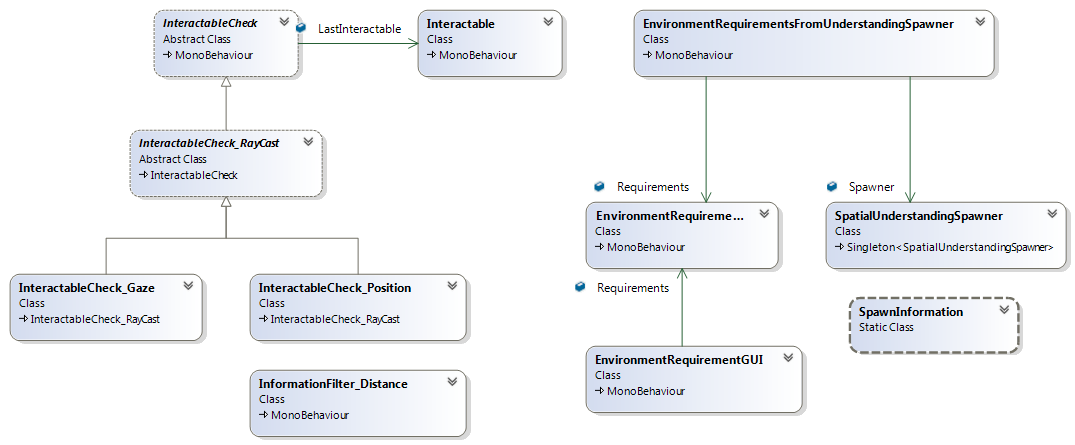 InteractableCheck
Abstract Class
MonoBehaviour
LastInteractable
Interactable
Class
MonoBehaviour
EnvironmentRequirementsFromUnderstandingSpawner
Class
MonoBehaviour
InteractableCheck_RayCast
Abstract Class
InteractableCheck
Requirements
Spawner
EnvironmentRequireme...
Class
MonoBehaviour
SpatialUnderstandingSpawner
Class
Singleton<SpatialUnderstandingSpawner>
InteractableCheck_Gaze
Class
InteractableCheck_RayCast
InteractableCheck_Position
Class
InteractableCheck_RayCast
Requirements
SpawnInformation
Static Class
EnvironmentRequirementGUI
Class
MonoBehaviour
InformationFilter_Distance
Class
MonoBehaviour